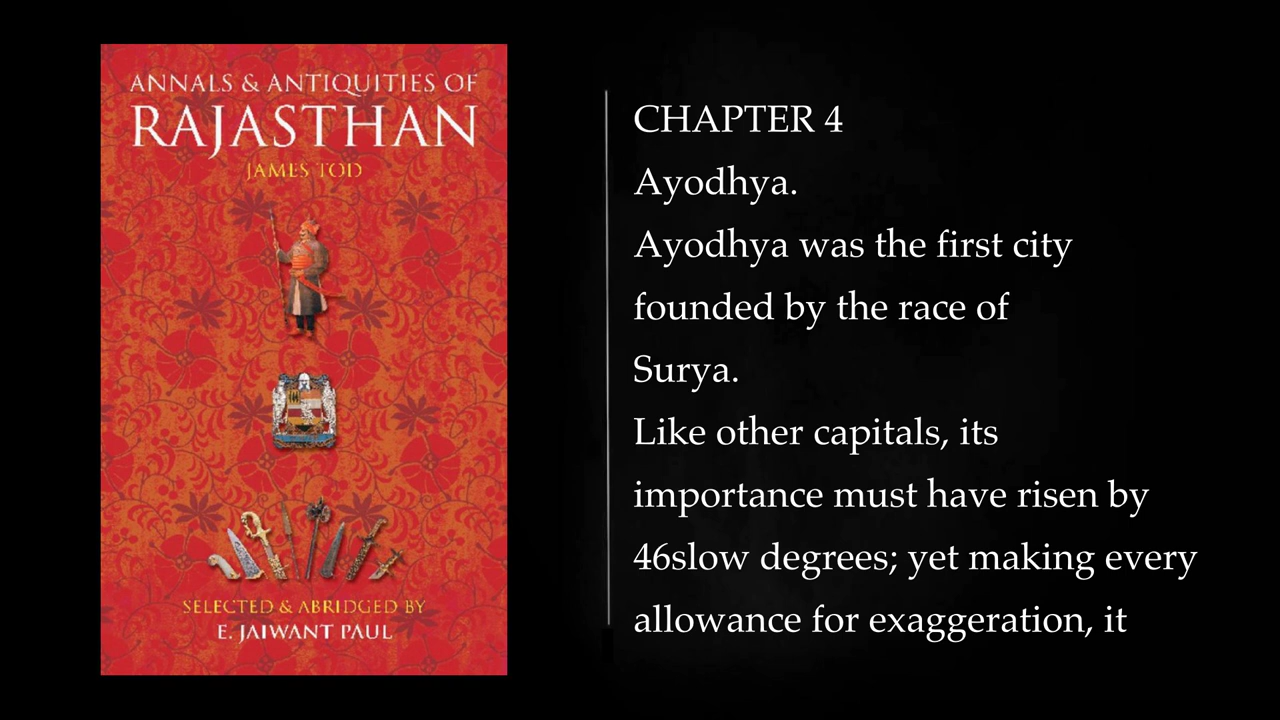 ANNALS & ANTIQUITIES OF
RAJASTHAN
JAMES TOD
SELECTED & ABRIDGED BY
E. JAIWANT PAUL
CHAPTER 4
Ayodhya.
Ayodhya was the first city
founded by the race of
Surya.
Like other capitals, its
importance must have risen by
46slow degrees; yet making every
allowance for exaggeration, it